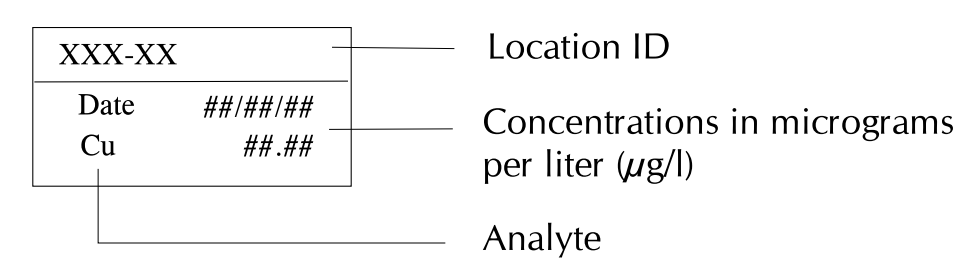 XXX-XX
Location ID
Date ##/##/##
Cu ##.##
Concentrations in micrograms
per liter (µg/l)
Analyte